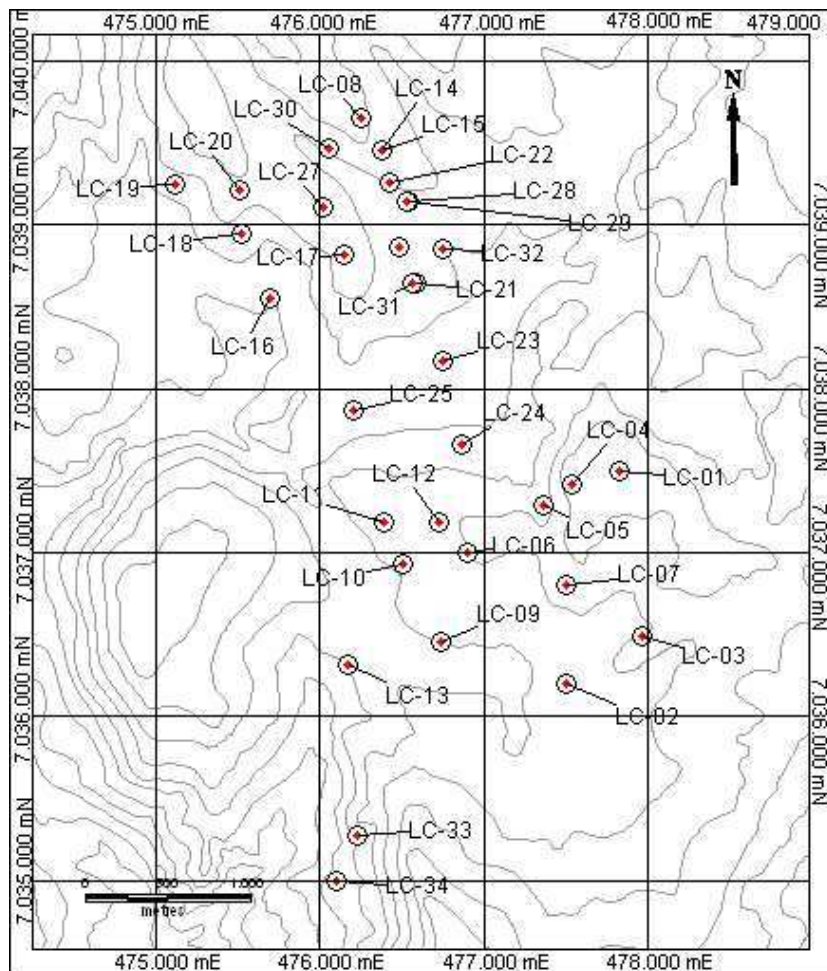 475.000 mE
476.000 mE
477.000 mE
478.000 mE
479.000
7.040.000 m
LC-08
LC-14
LC-30
LC-15
N
LC-20
LC-22
LC-19
LC-27
LC-28
LC-29
7.039.000 mN
7.039.000 mN
LC-18
LC-17
LC-32
LC-31
LC-21
LC-16
LC-23
7.038.000 mN
7.038.000 mN
LC-25
C-24
LC-04
LC-12
LC-01
LC-11
LC-05
LC-06
7.037.000 mN
7.037.000 mN
LC-10
LC-07
LC-09
LC-03
LC-13
LC-02
7.036.000 mN
7.036.000 mN
LC-33
7.035.000 mN
0 500 1.000
LC-34
metres
475.000 mE
476.000 mE
477.000 mE
478.000 mE